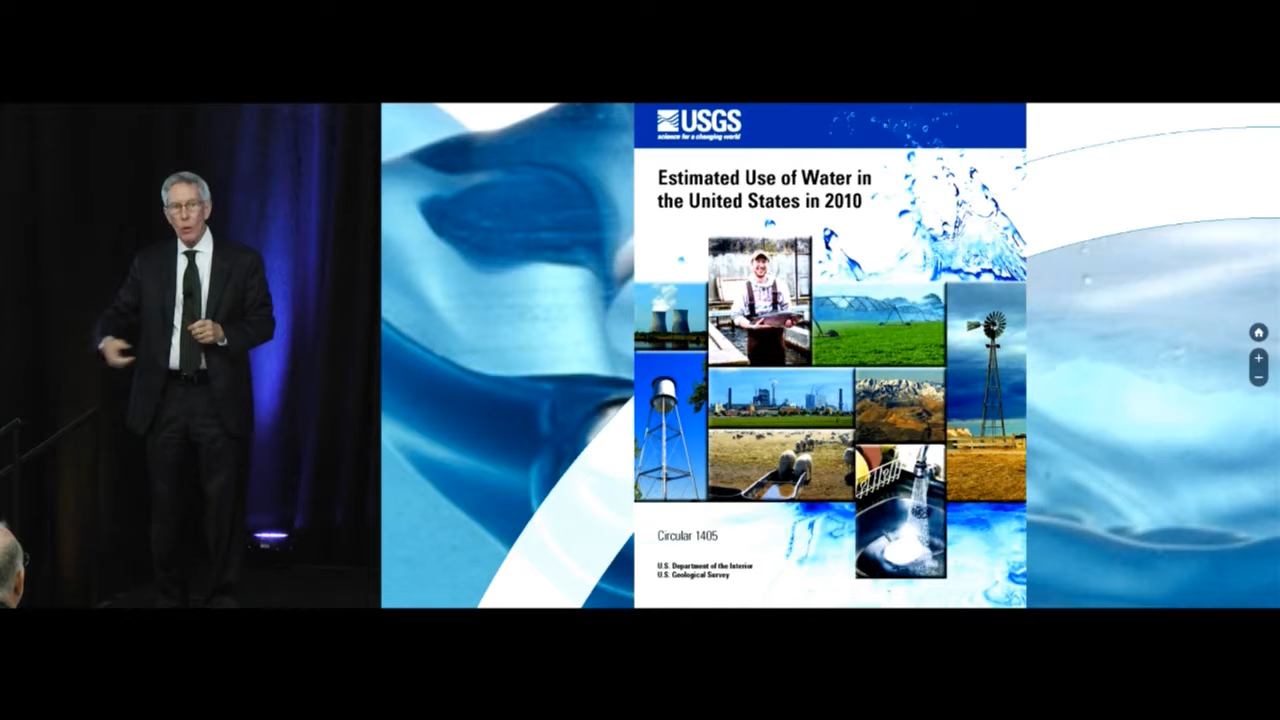 USGS
science for a changing world
Estimated Use of Water in
the United States in 2010
Circular 1405
U.S. Department of the Interior
U.S. Geological Survey